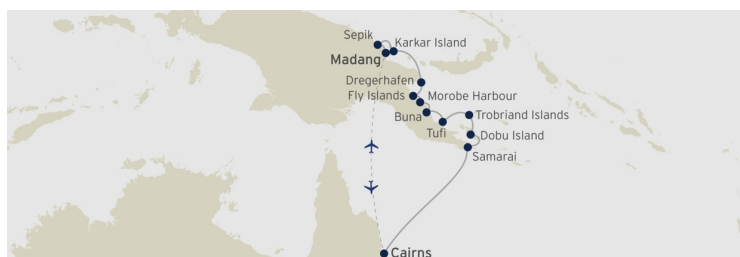 Sepik
Karkar Island
Madang
Dregerhafen
Fly Islands
Morobe Harbour
Buna
Trobriand Islands
Tufi
Dobu Island
Samarai
Cairns